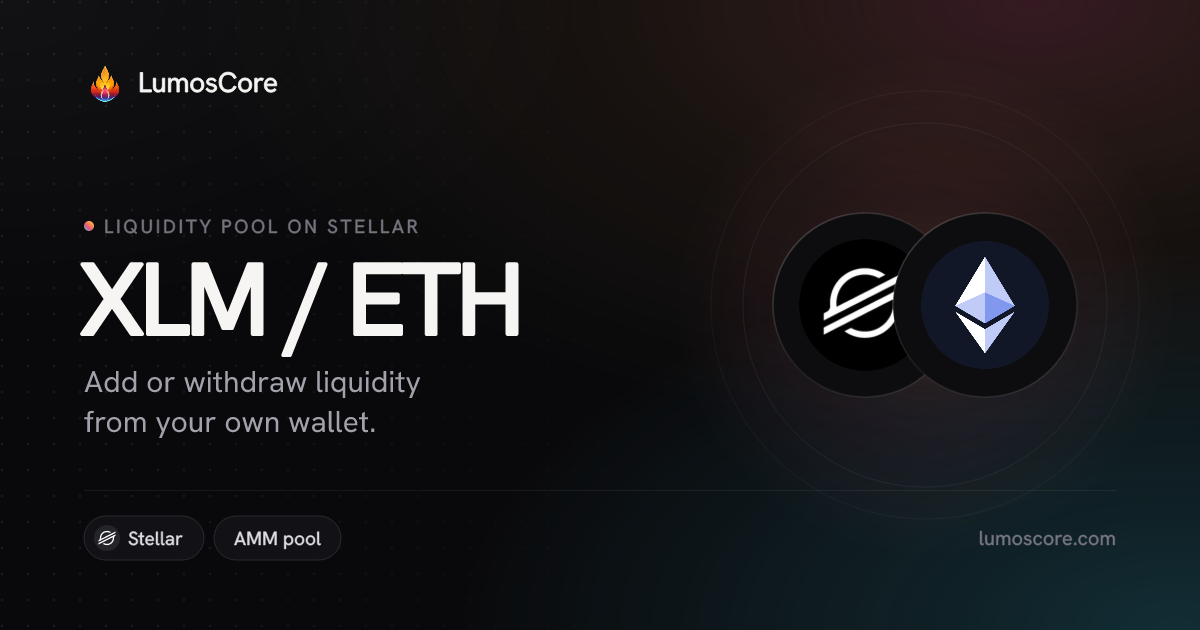 LumosCore
LIQUIDITY POOL ON STELLAR
XLM / ETH
Add or withdraw liquidity
from your own wallet.
Stellar
AMM pool
lumoscore.com